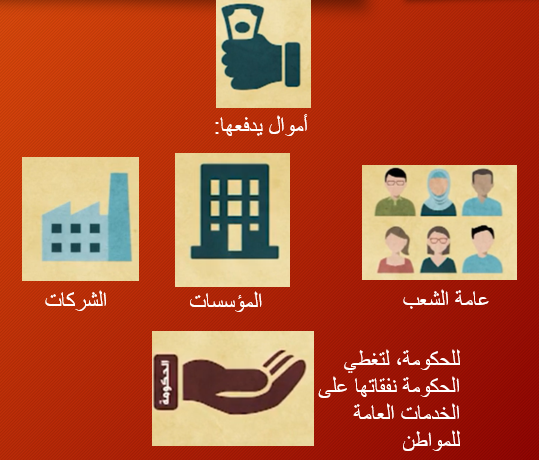 أموال يدفعها:
عامة الشعب
المؤسسات
الشركات
للحكومة، لتغطي
الحكومة نفقاتها على
الخدمات العامة
للمواطن
الحكومة